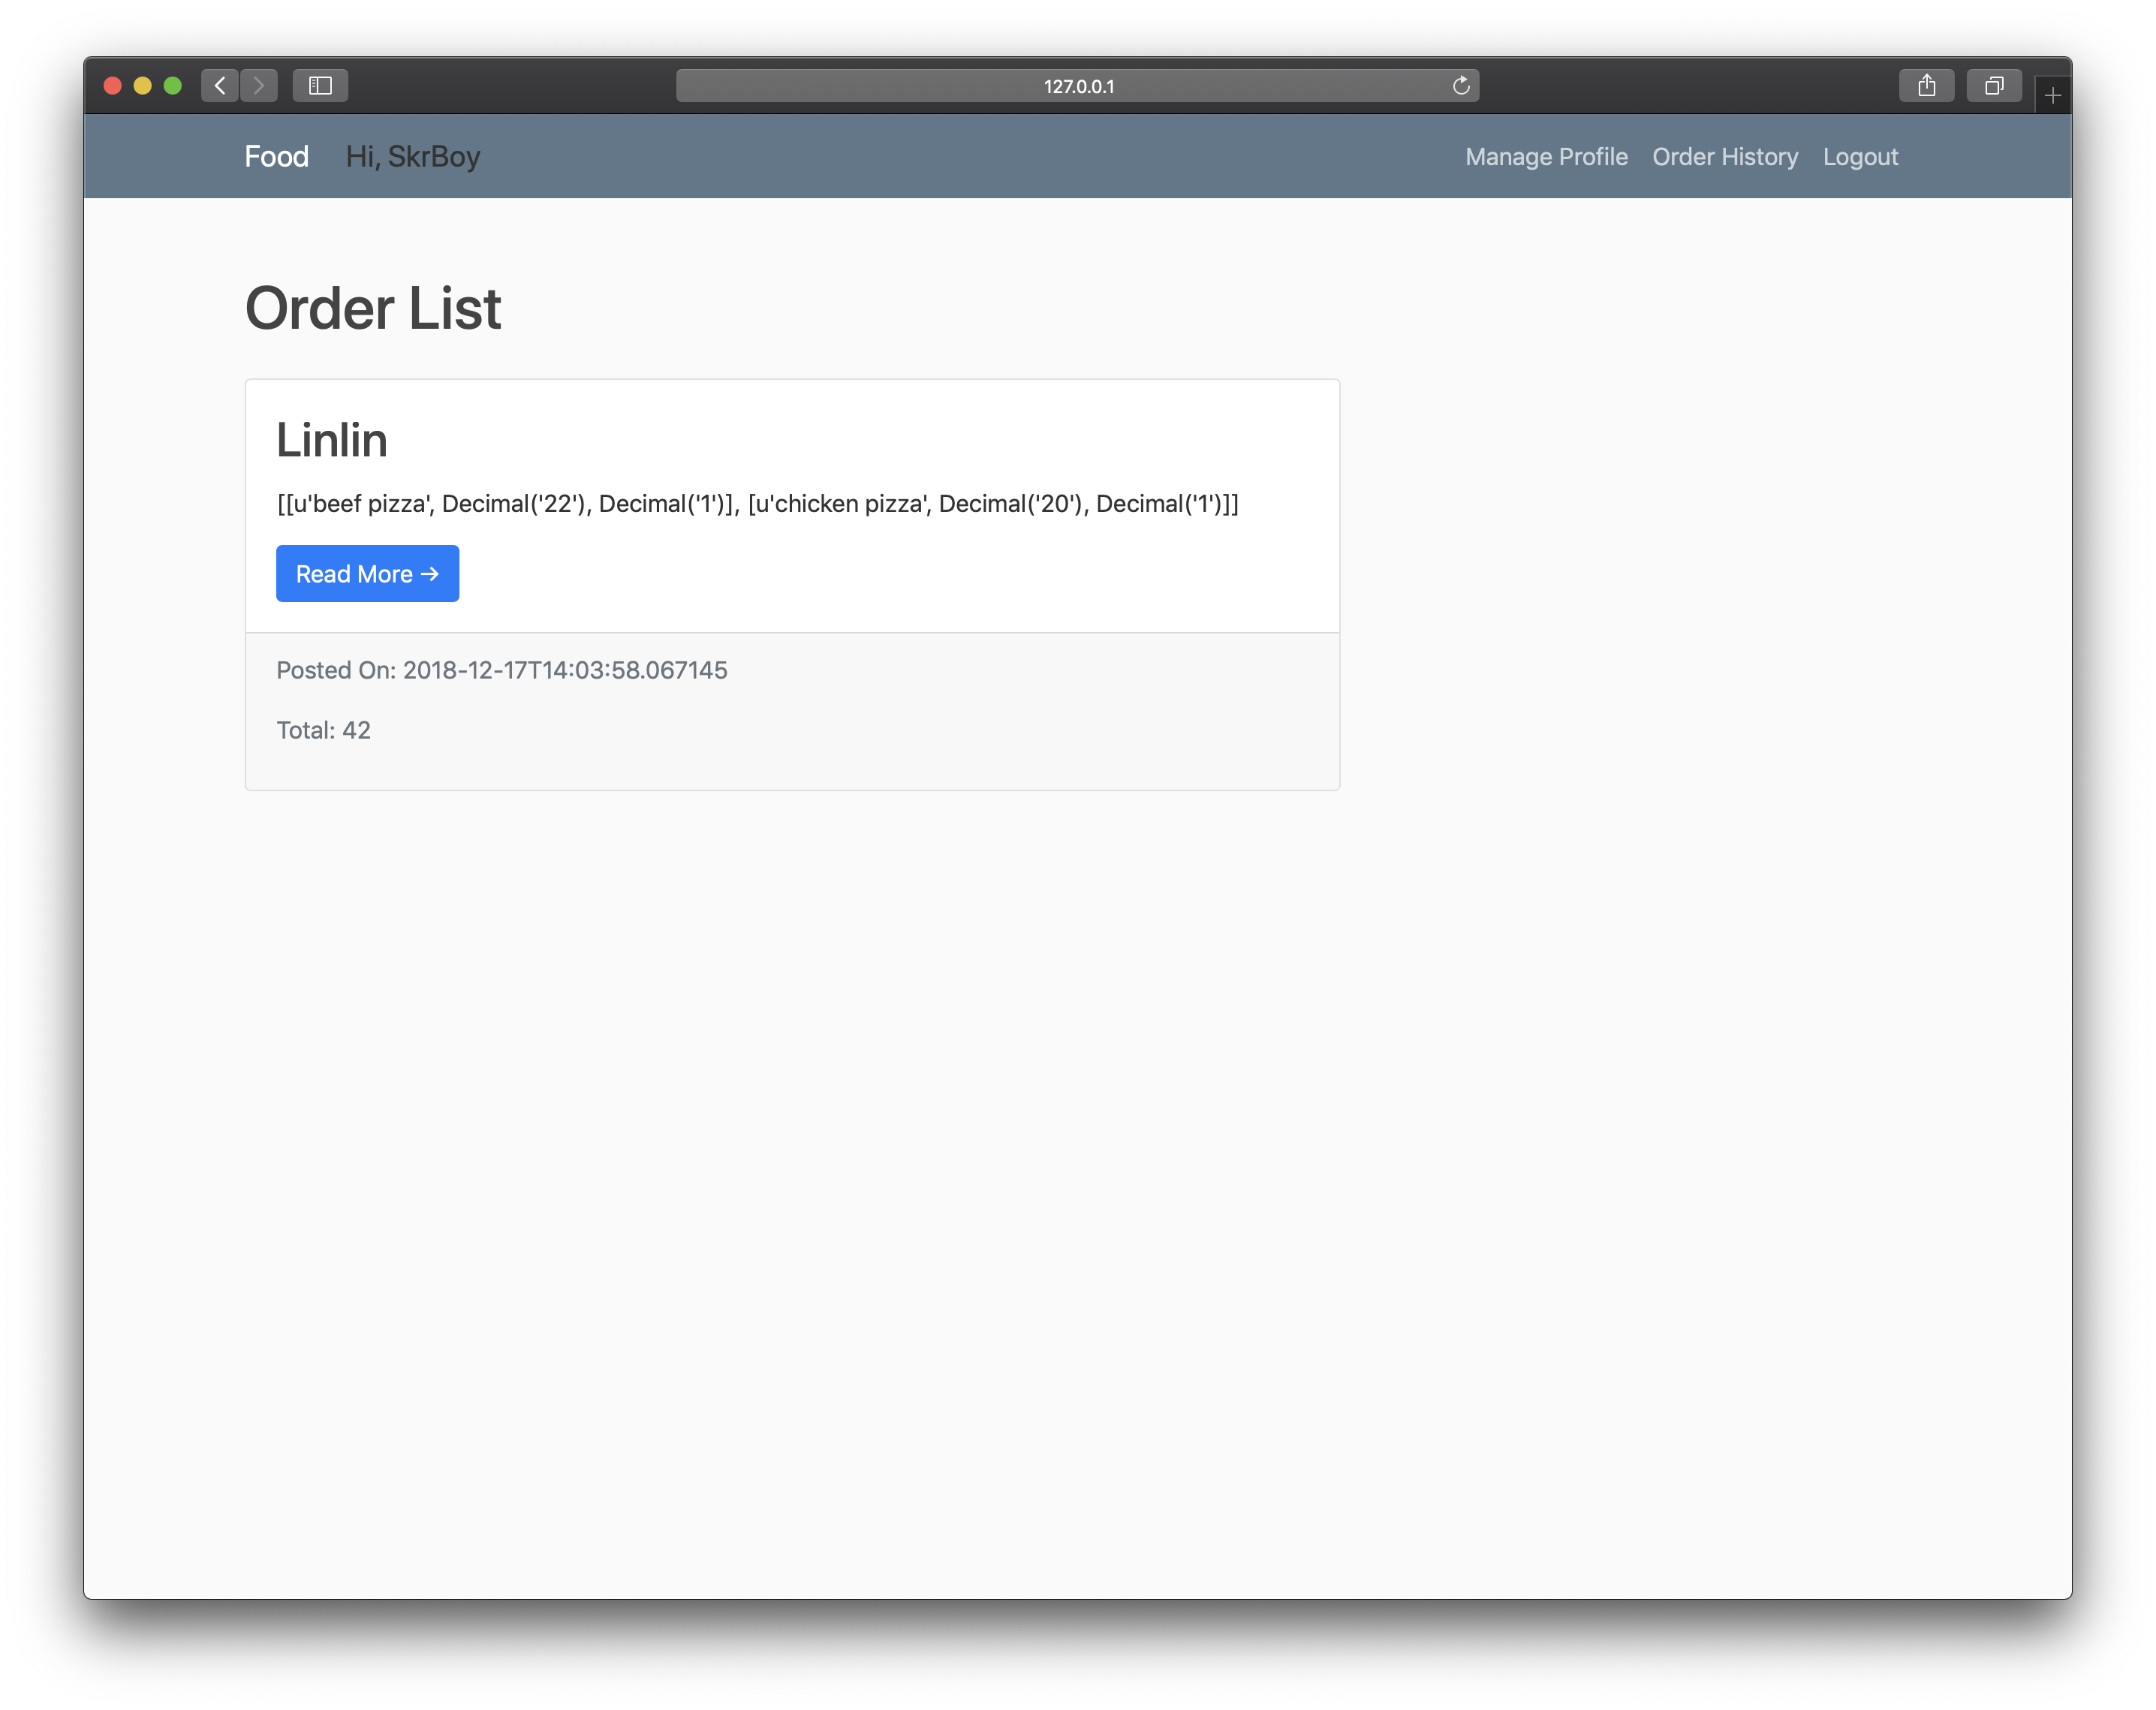 127.0.0.1
Food Hi, SkrBoy Manage Profile Order History Logout
Order List
Linlin
[[u'beef pizza', Decimal('22'), Decimal('1')], [u'chicken pizza', Decimal('20'), Decimal('1')]]
Read More →
Posted On: 2018-12-17T14:03:58.067145
Total: 42